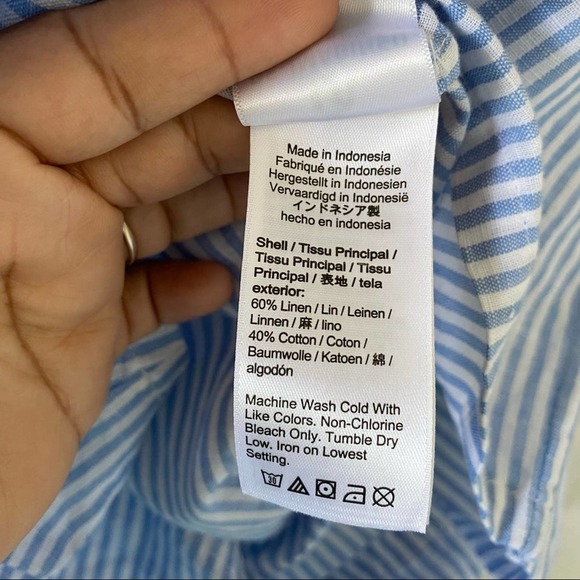 Made in Indonesia
Fabriqué en Indonésie
Hergestellt in Indonesien
Vervaardigd in Indonesië
インドネシア製
hecho en indonesia
Shell / Tissu Principal /
Tissu Principal / Tissu
Principal / 表地 / tela
exterior:
60% Linen / Lin / Leinen /
Linnen / 麻 / lino
40% Cotton / Coton /
Baumwolle / Katoen / 綿 /
algodón
Machine Wash Cold With
Like Colors. Non-Chlorine
Bleach Only. Tumble Dry
Low. Iron on Lowest
Setting.
30